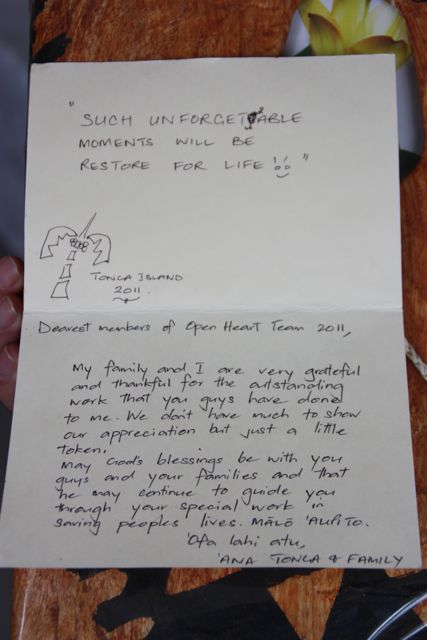 "SUCH UNFORGETTABLE
MOMENTS WILL BE
RESTORE FOR LIFE"
TONGA ISLAND
2011.
Dearest members of Open Heart Team 2011,
My family and I are very grateful
and thankful for the outstanding
work that you guys have done
to me. We don't have much to show
our appreciation but just a little
token.
May God's blessings be with you
guys and your families and that
he may continue to guide you
through your special work in
saving peoples lives. MĀLŌ 'AUPITO.
'Ofa lahi atu,
'ANA TONGA & FAMILY